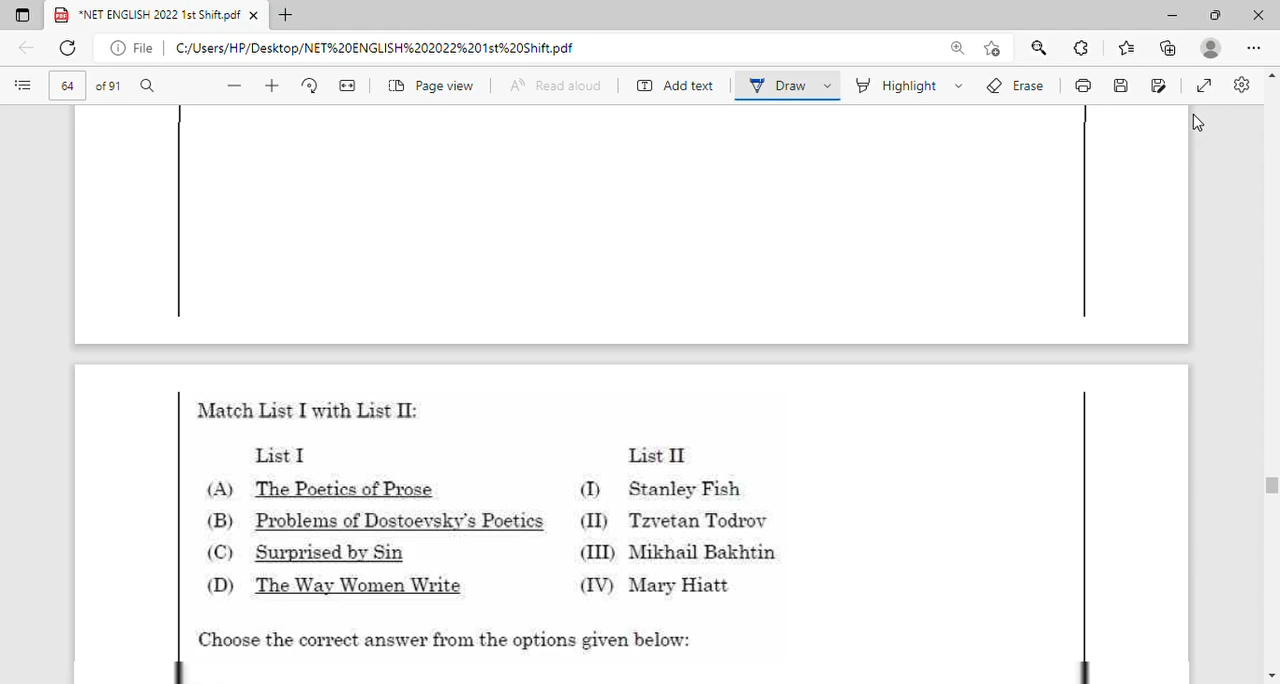 *NET ENGLISH 2022 1st Shift.pdf
File C:/Users/HP/Desktop/NET%20ENGLISH%202022%201st%20Shift.pdf
64 of 91 Page view Read aloud Add text Draw Highlight Erase
Match List I with List II:
List I List II
(A) The Poetics of Prose (I) Stanley Fish
(B) Problems of Dostoevsky's Poetics (II) Tzvetan Todrov
(C) Surprised by Sin (III) Mikhail Bakhtin
(D) The Way Women Write (IV) Mary Hiatt
Choose the correct answer from the options given below: